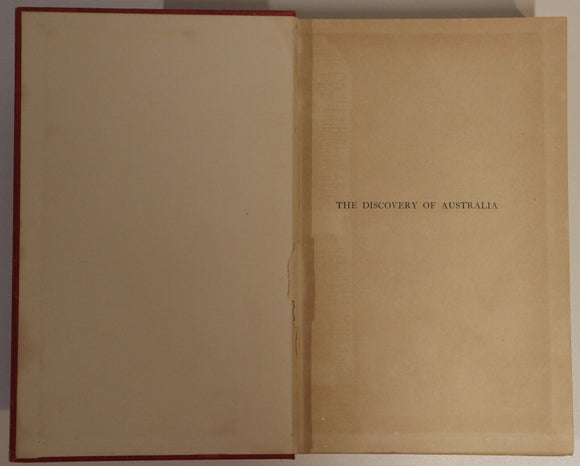 THE DISCOVERY OF AUSTRALIA